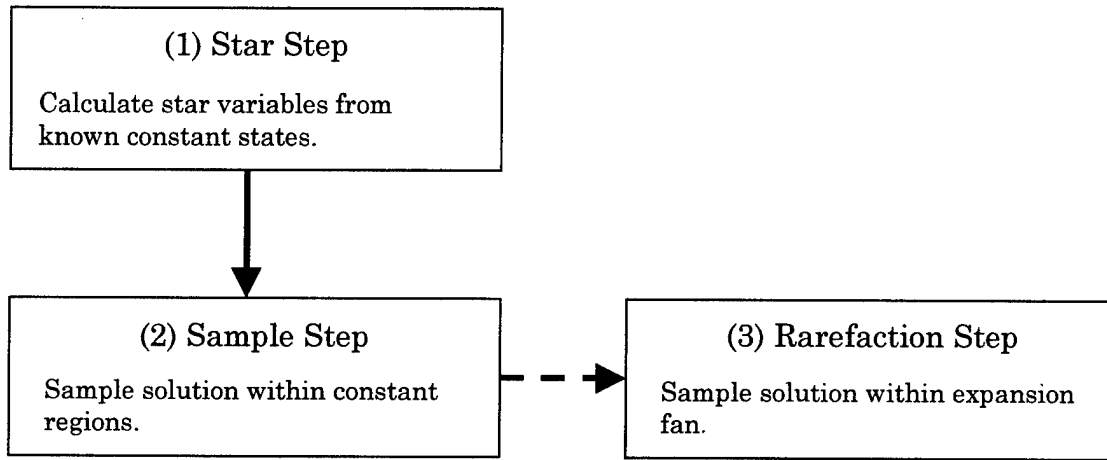 (1) Star Step
Calculate star variables from
known constant states.
(2) Sample Step
Sample solution within constant
regions.
(3) Rarefaction Step
Sample solution within expansion
fan.